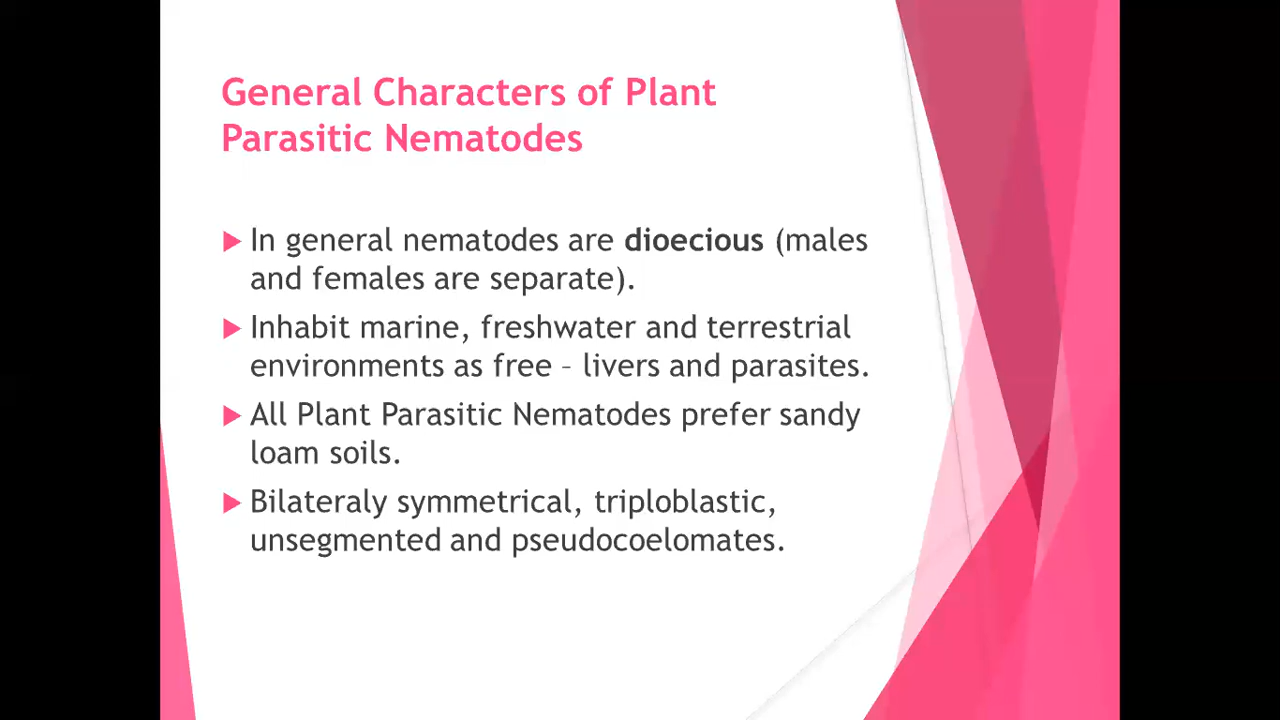 General Characters of Plant
Parasitic Nematodes
In general nematodes are dioecious (males
and females are separate).
Inhabit marine, freshwater and terrestrial
environments as free – livers and parasites.
All Plant Parasitic Nematodes prefer sandy
loam soils.
Bilateraly symmetrical, triploblastic,
unsegmented and pseudocoelomates.